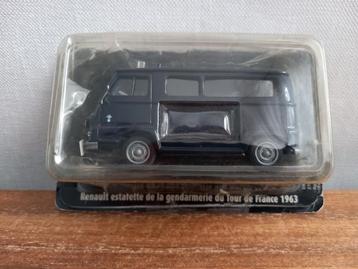 Renault estafette de la gendarmerie du Tour de France 1963